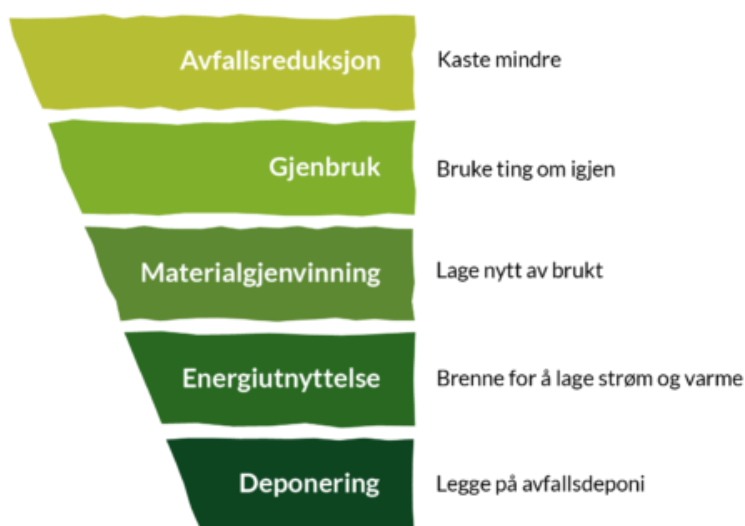 Avfallsreduksjon
Kaste mindre
Gjenbruk
Bruke ting om igjen
Materialgjenvinning
Lage nytt av brukt
Energiutnyttelse
Brenne for å lage strøm og varme
Deponering
Legge på avfallsdeponi